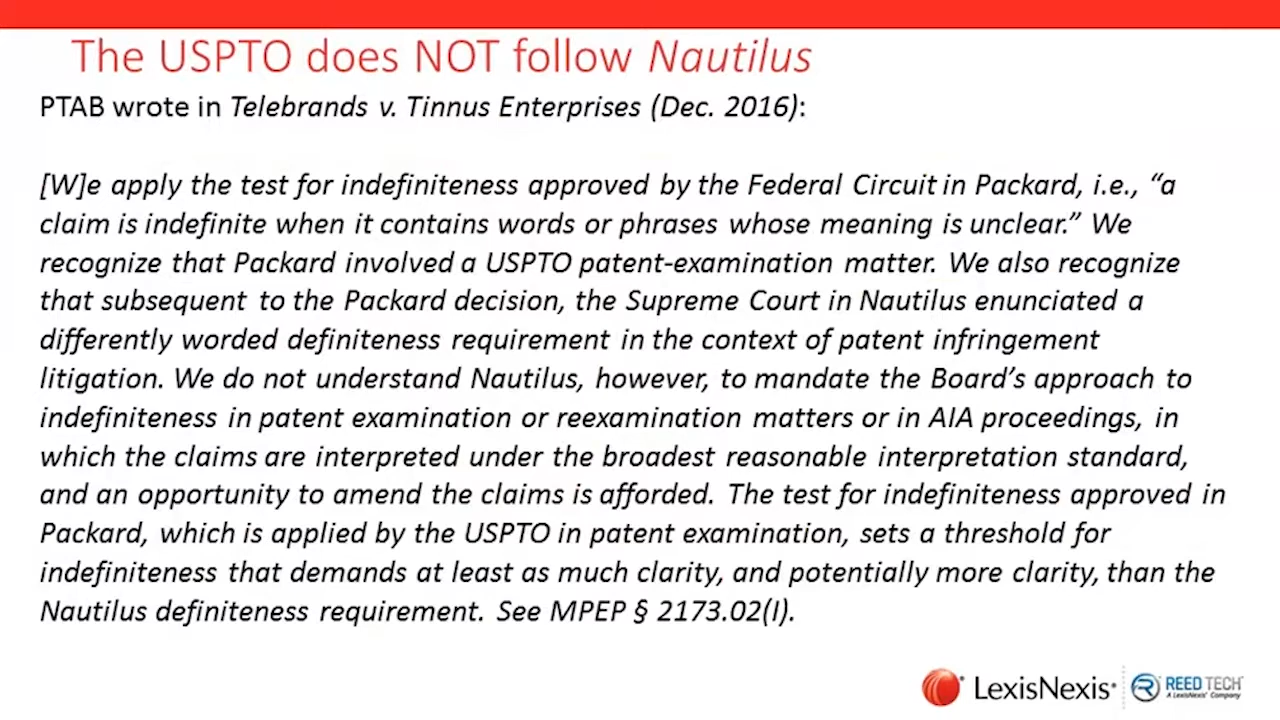 The USPTO does NOT follow Nautilus
PTAB wrote in Telebrands v. Tinnus Enterprises (Dec. 2016):
[W]e apply the test for indefiniteness approved by the Federal Circuit in Packard, i.e., “a
claim is indefinite when it contains words or phrases whose meaning is unclear.” We
recognize that Packard involved a USPTO patent-examination matter. We also recognize
that subsequent to the Packard decision, the Supreme Court in Nautilus enunciated a
differently worded definiteness requirement in the context of patent infringement
litigation. We do not understand Nautilus, however, to mandate the Board’s approach to
indefiniteness in patent examination or reexamination matters or in AIA proceedings, in
which the claims are interpreted under the broadest reasonable interpretation standard,
and an opportunity to amend the claims is afforded. The test for indefiniteness approved in
Packard, which is applied by the USPTO in patent examination, sets a threshold for
indefiniteness that demands at least as much clarity, and potentially more clarity, than the
Nautilus definiteness requirement. See MPEP § 2173.02(I).
LexisNexis® REED TECH
A LexisNexis® Company